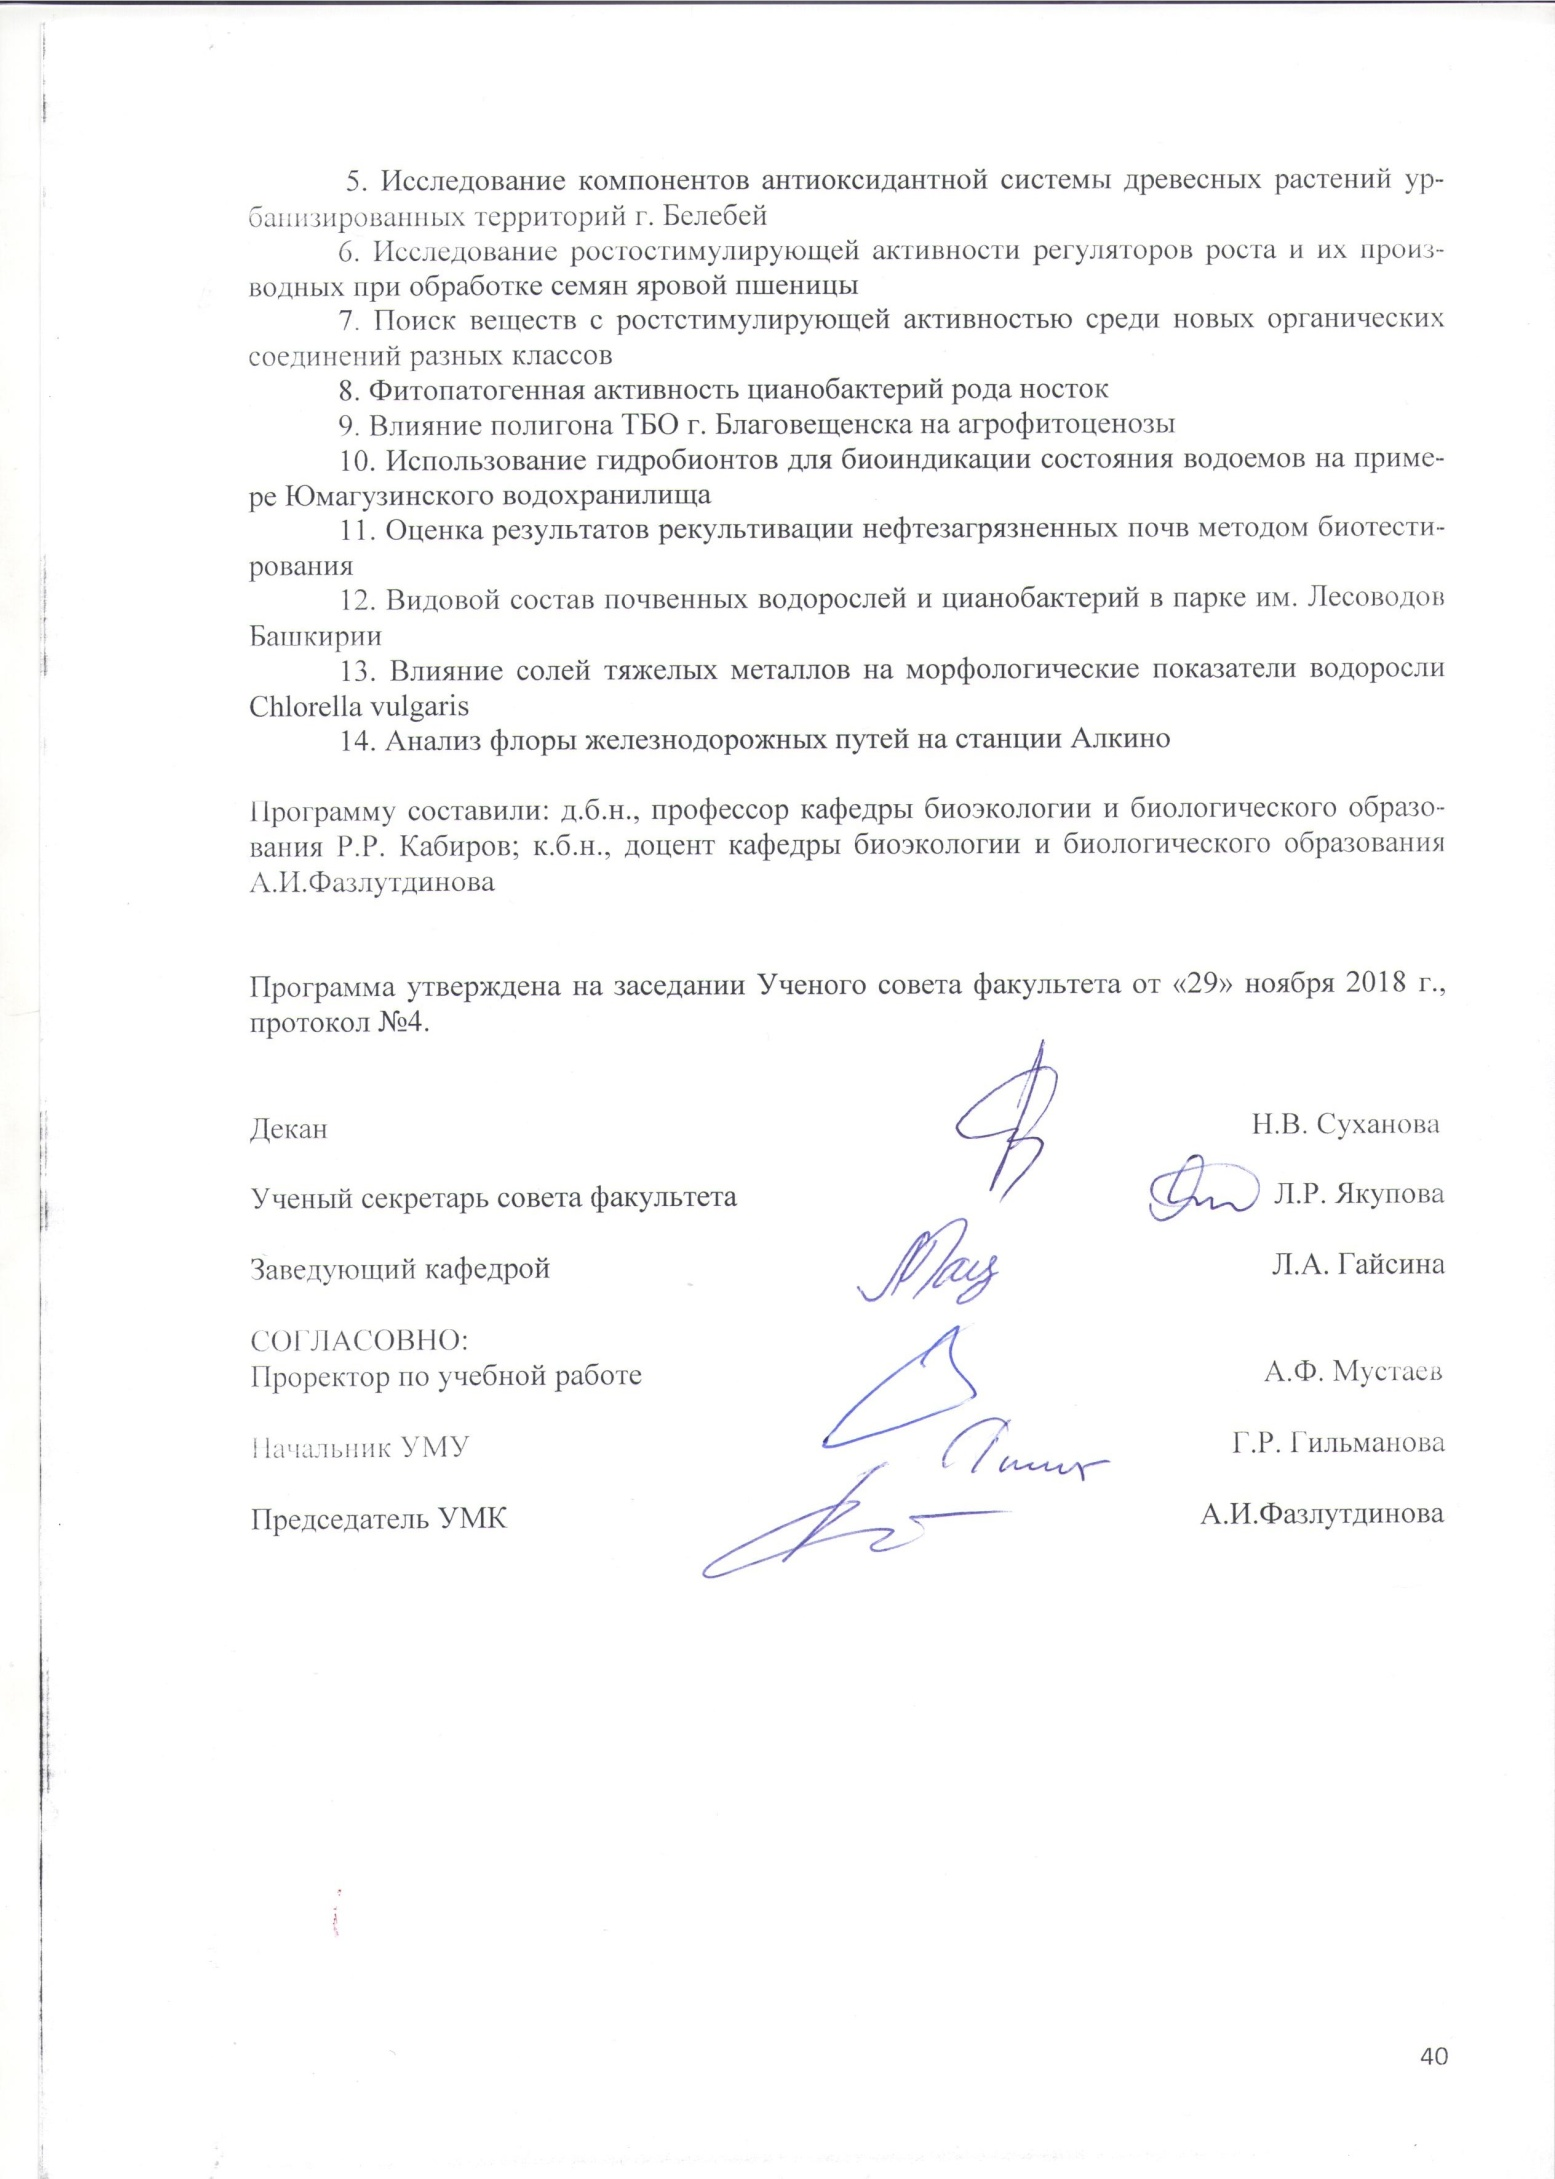 5. Исследование компонентов антиоксидантной системы древесных растений ур-
банизированных территорий г. Белебей
6. Исследование ростостимулирующей активности регуляторов роста и их произ-
водных при обработке семян яровой пшеницы
7. Поиск веществ с ростстимулирующей активностью среди новых органических
соединений разных классов
8. Фитопатогенная активность цианобактерий рода носток
9. Влияние полигона ТБО г. Благовещенска на агрофитоценозы
10. Использование гидробионтов для биоиндикации состояния водоемов на приме-
ре Юмагузинского водохранилища
11. Оценка результатов рекультивации нефтезагрязненных почв методом биотести-
рования
12. Видовой состав почвенных водорослей и цианобактерий в парке им. Лесоводов
Башкирии
13. Влияние солей тяжелых металлов на морфологические показатели водоросли
Chlorella vulgaris
14. Анализ флоры железнодорожных путей на станции Алкино
Программу составили: д.б.н., профессор кафедры биоэкологии и биологического образо-
вания Р.Р. Кабиров; к.б.н., доцент кафедры биоэкологии и биологического образования
А.И.Фазлутдинова
Программа утверждена на заседании Ученого совета факультета от «29» ноября 2018 г.,
протокол №4.
Декан Н.В. Суханова
Ученый секретарь совета факультета Л.Р. Якупова
Заведующий кафедрой Л.А. Гайсина
СОГЛАСОВНО:
Проректор по учебной работе А.Ф. Мустаев
Начальник УМУ Г.Р. Гильманова
Председатель УМК А.И.Фазлутдинова
40